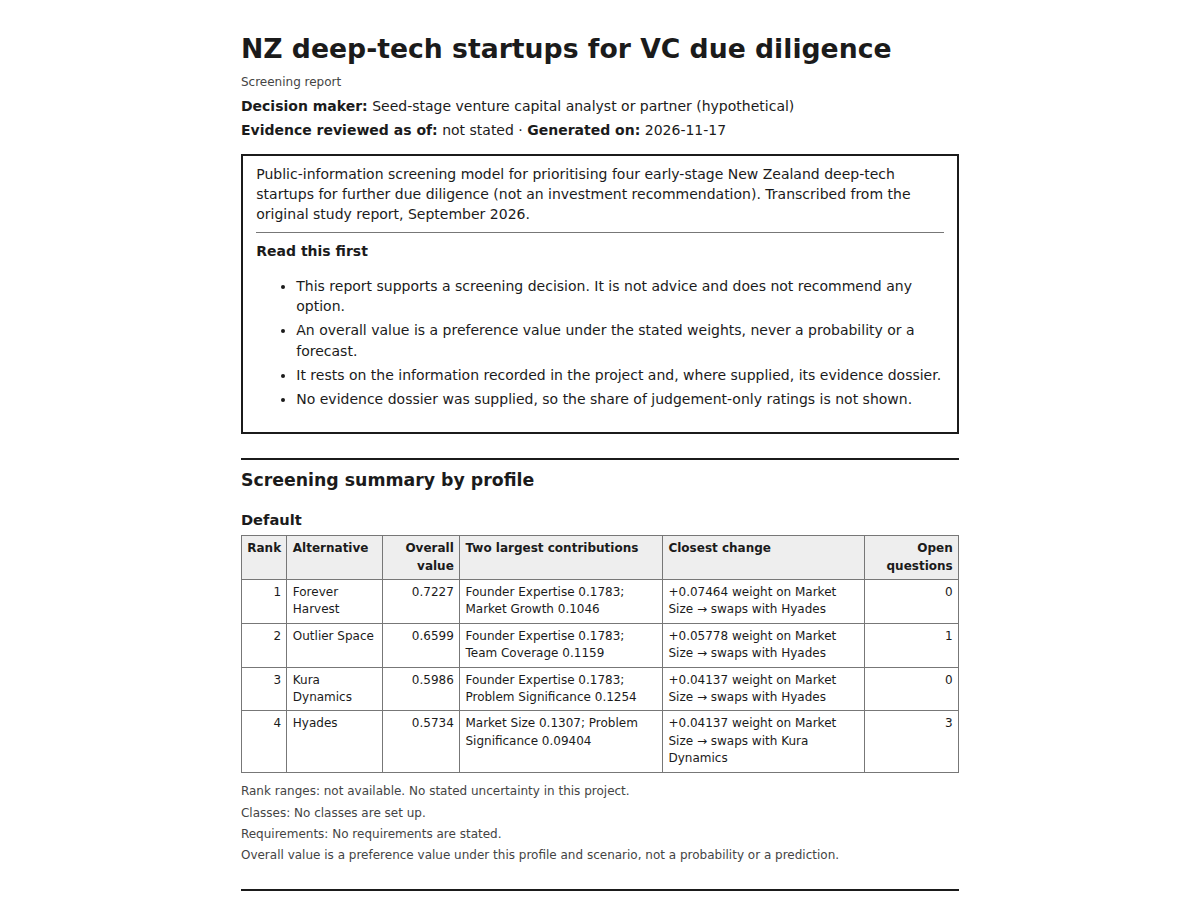 NZ deep-tech startups for VC due diligence
Screening report
Decision maker: Seed-stage venture capital analyst or partner (hypothetical)
Evidence reviewed as of: not stated · Generated on: 2026-11-17
Public-information screening model for prioritising four early-stage New Zealand deep-tech
startups for further due diligence (not an investment recommendation). Transcribed from the
original study report, September 2026.
Read this first
• This report supports a screening decision. It is not advice and does not recommend any
option.
• An overall value is a preference value under the stated weights, never a probability or a
forecast.
• It rests on the information recorded in the project and, where supplied, its evidence dossier.
• No evidence dossier was supplied, so the share of judgement-only ratings is not shown.
Screening summary by profile
Default
Rank Alternative Overall Two largest contributions Closest change Open
value questions
1 Forever 0.7227 Founder Expertise 0.1783; +0.07464 weight on Market 0
Harvest Market Growth 0.1046 Size → swaps with Hyades
2 Outlier Space 0.6599 Founder Expertise 0.1783; +0.05778 weight on Market 1
Team Coverage 0.1159 Size → swaps with Hyades
3 Kura 0.5986 Founder Expertise 0.1783; +0.04137 weight on Market 0
Dynamics Problem Significance 0.1254 Size → swaps with Hyades
4 Hyades 0.5734 Market Size 0.1307; Problem +0.04137 weight on Market 3
Significance 0.09404 Size → swaps with Kura
Dynamics
Rank ranges: not available. No stated uncertainty in this project.
Classes: No classes are set up.
Requirements: No requirements are stated.
Overall value is a preference value under this profile and scenario, not a probability or a prediction.